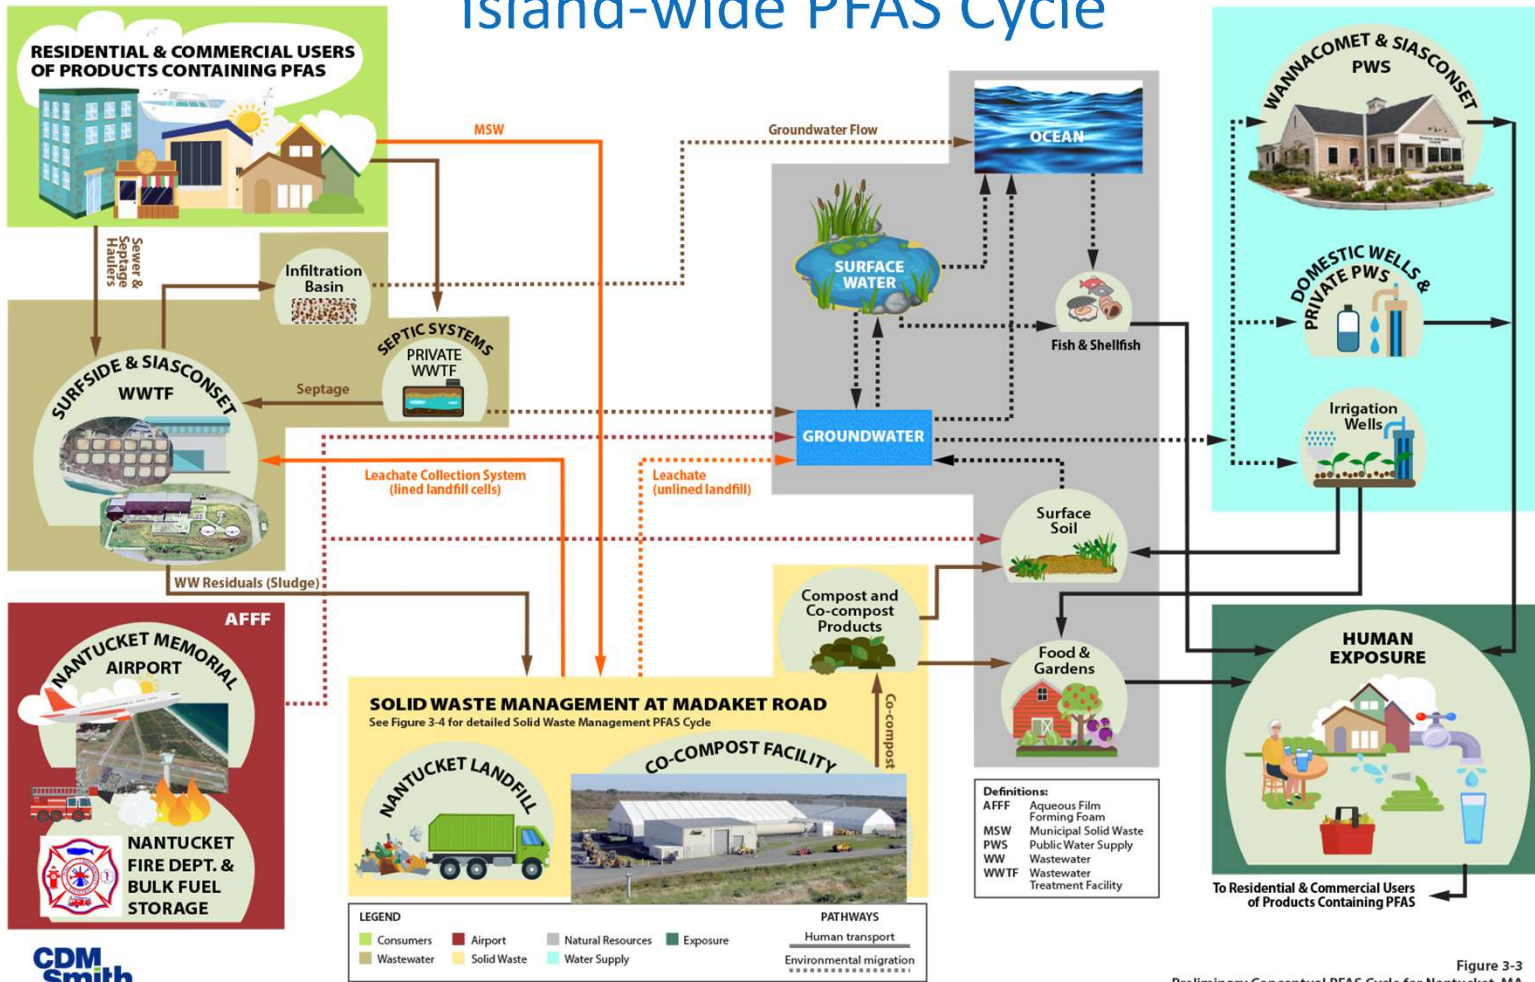 Island-wide PFAS Cycle
RESIDENTIAL & COMMERCIAL USERS
OF PRODUCTS CONTAINING PFAS
MSW
Groundwater Flow
OCEAN
WANNACOMET & SIASCONSET
PWS
Sewer &
Septage
Haulers
Infiltration
Basin
SURFACE
WATER
Fish & Shellfish
DOMESTIC WELLS &
PRIVATE PWS
SEPTIC SYSTEMS
PRIVATE
WWTF
Septage
SURFSIDE & SIASCONSET
WWTF
GROUNDWATER
Irrigation
Wells
Leachate Collection System
(lined landfill cells)
Leachate
(unlined landfill)
Surface
Soil
WW Residuals (Sludge)
Compost and
Co-compost
Products
AFFF
NANTUCKET MEMORIAL
AIRPORT
Food &
Gardens
HUMAN
EXPOSURE
SOLID WASTE MANAGEMENT AT MADAKET ROAD
See Figure 3-4 for detailed Solid Waste Management PFAS Cycle
Co-compost
NANTUCKET LANDFILL
CO-COMPOST FACILITY
NANTUCKET
FIRE DEPT. &
BULK FUEL
STORAGE
Definitions:
AFFF Aqueous Film
Forming Foam
MSW Municipal Solid Waste
PWS Public Water Supply
WW Wastewater
WWTF Wastewater
Treatment Facility
To Residential & Commercial Users
of Products Containing PFAS
LEGEND
Consumers Airport Natural Resources Exposure
Wastewater Solid Waste Water Supply
PATHWAYS
Human transport
Environmental migration
CDM
Smith
Figure 3-3
Preliminary Conceptual PFAS Cycle for Nantucket, MA